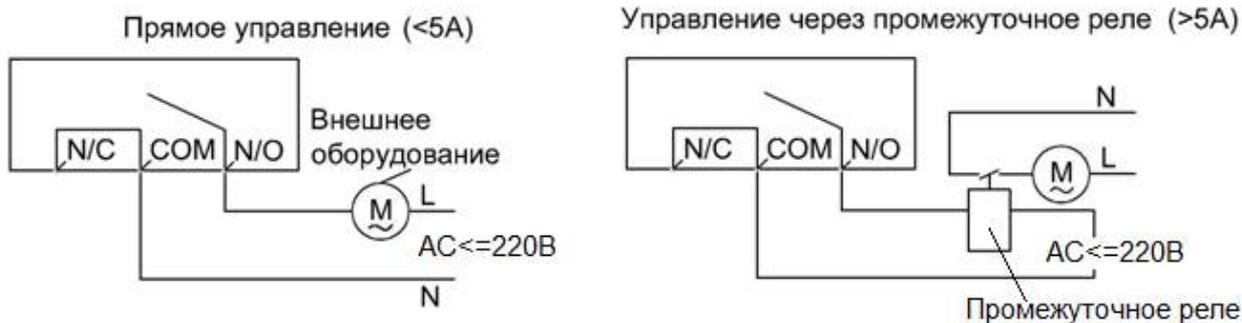 Прямое управление (<5А)
N/C COM N/O
Внешнее
оборудование
M
L
AC<=220В
N
Управление через промежуточное реле (>5А)
N/C COM N/O
N
M
L
AC<=220В
Промежуточное реле